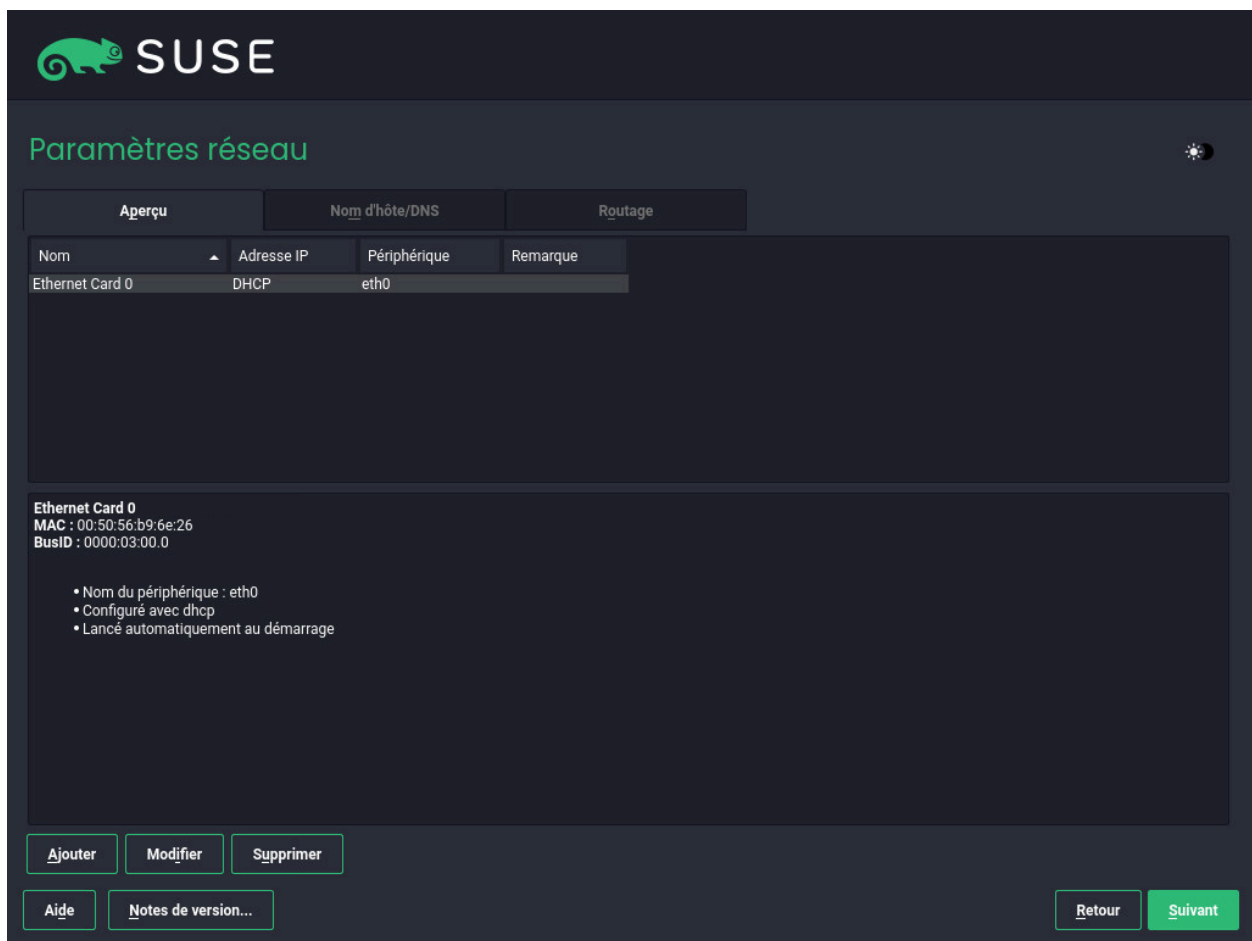 SUSE
Paramètres réseau
Aperçu Nom d'hôte/DNS Routage
Nom Adresse IP Périphérique Remarque
Ethernet Card 0 DHCP eth0
Ethernet Card 0
MAC : 00:50:56:b9:6e:26
BusID : 0000:03:00.0
• Nom du périphérique : eth0
• Configuré avec dhcp
• Lancé automatiquement au démarrage
Ajouter Modifier Supprimer
Aide Notes de version... Retour Suivant